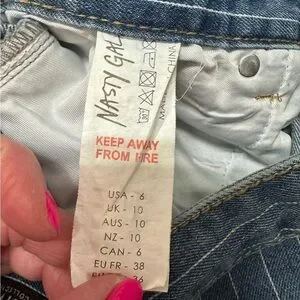 NASTY GAL
MADE IN CHINA
KEEP AWAY
FROM FIRE
USA - 6
UK - 10
AUS - 10
NZ - 10
CAN - 6
EU FR - 38
36